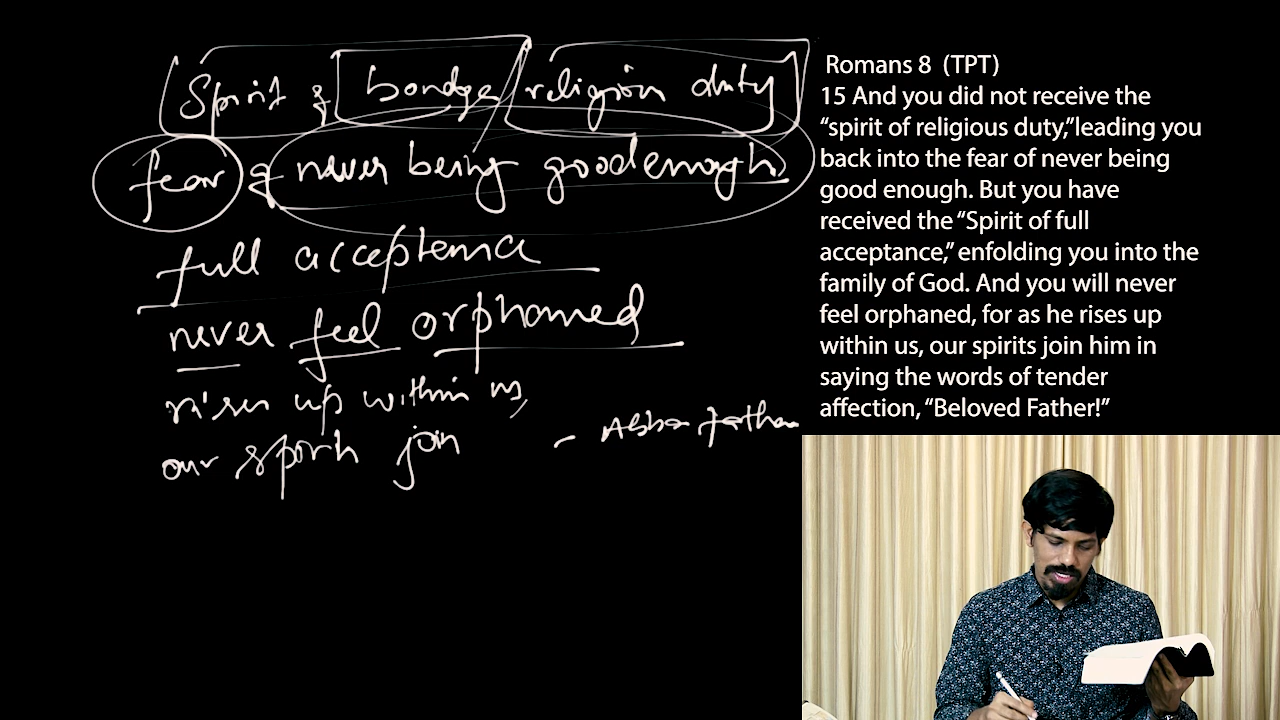 Spirit of bondage religion duty
fear of never being good enough
full acceptance
never feel orphaned
rises up within us,
our spirit join
– Abba father
Romans 8 (TPT)
15 And you did not receive the
“spirit of religious duty,”leading you
back into the fear of never being
good enough. But you have
received the “Spirit of full
acceptance,” enfolding you into the
family of God. And you will never
feel orphaned, for as he rises up
within us, our spirits join him in
saying the words of tender
affection, “Beloved Father!”